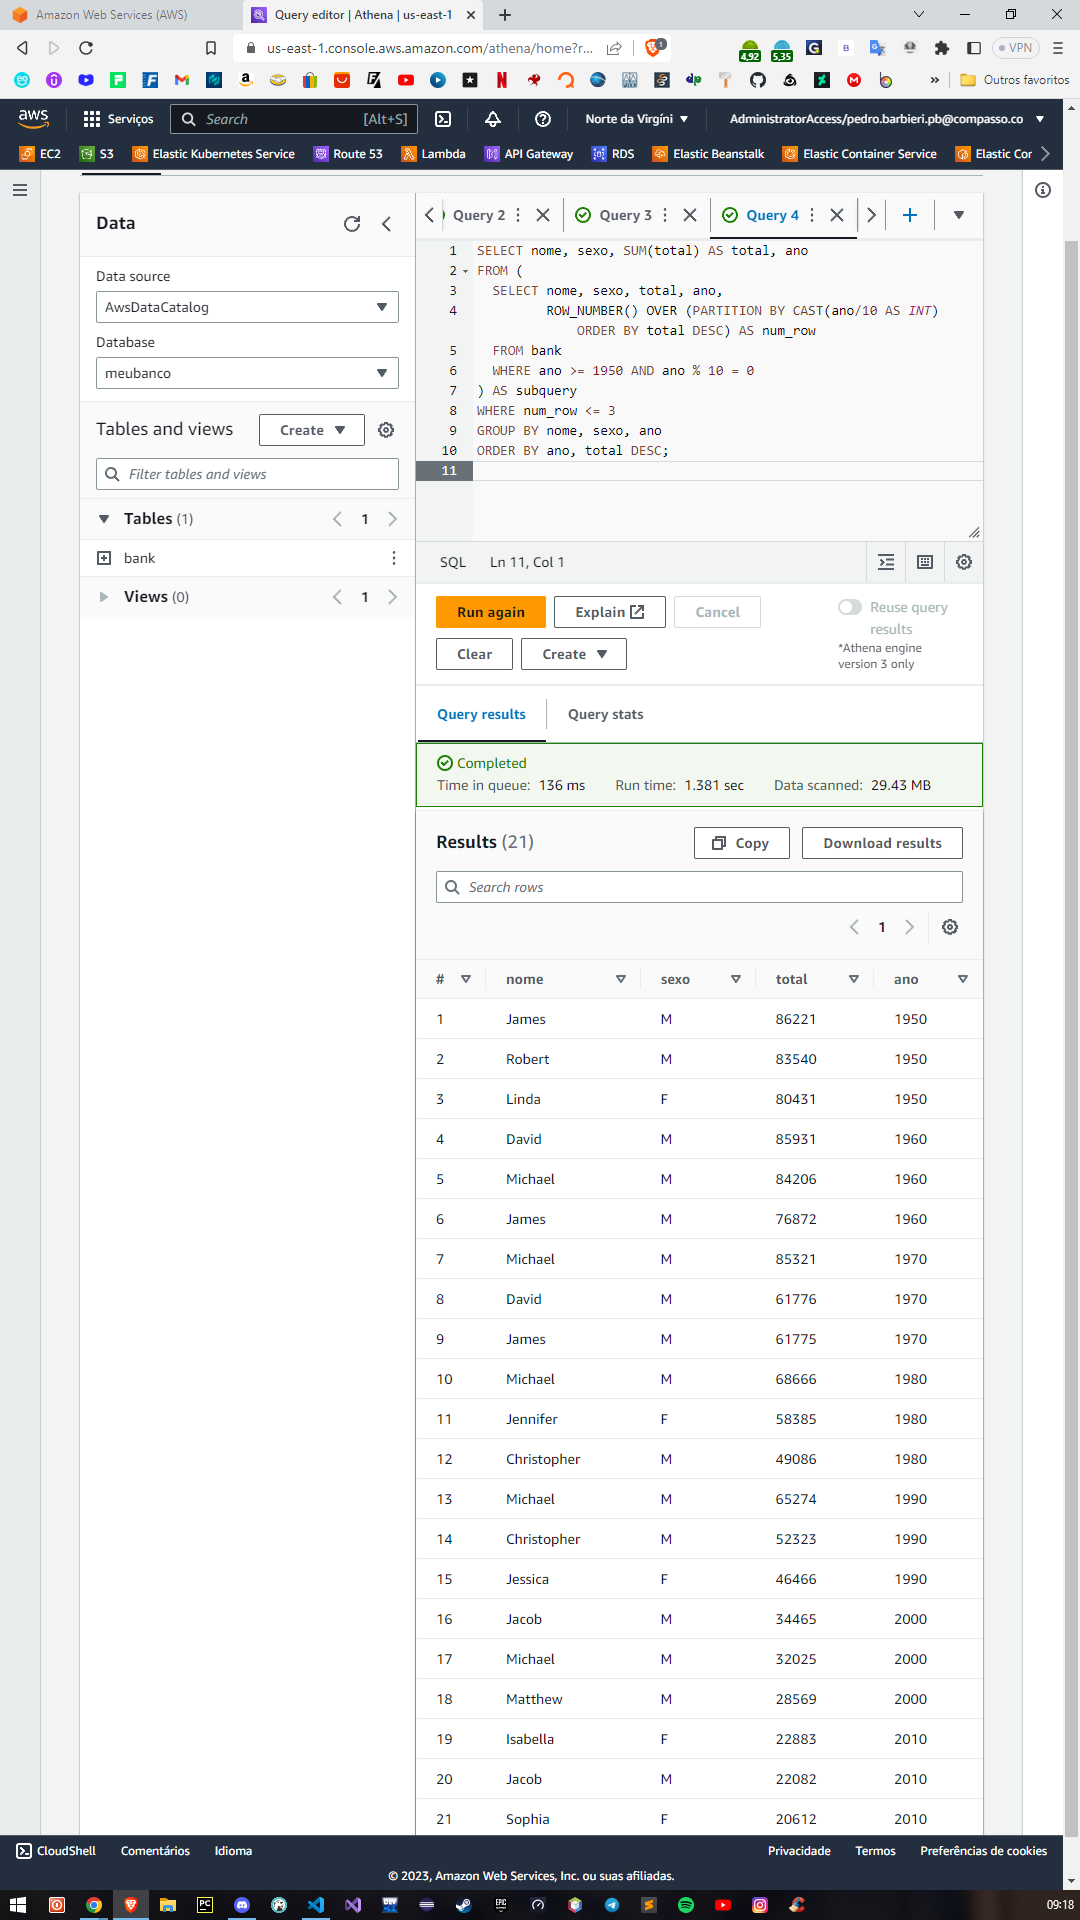 Amazon Web Services (AWS)
Query editor | Athena | us-east-1
us-east-1.console.aws.amazon.com/athena/home?r...
1
4,92
5,35
VPN
Outros favoritos
aws
Serviços
Search
[Alt+S]
Norte da Virgíni
AdministratorAccess/pedro.barbieri.pb@compasso.co
EC2
S3
Elastic Kubernetes Service
Route 53
Lambda
API Gateway
RDS
Elastic Beanstalk
Elastic Container Service
Elastic Cor
Data
Data source
AwsDataCatalog
Database
meubanco
Tables and views
Create
Filter tables and views
Tables (1)
1
bank
Views (0)
1
Query 2
Query 3
Query 4
1 SELECT nome, sexo, SUM(total) AS total, ano
2 FROM (
3 SELECT nome, sexo, total, ano,
4 ROW_NUMBER() OVER (PARTITION BY CAST(ano/10 AS INT)
ORDER BY total DESC) AS num_row
5 FROM bank
6 WHERE ano >= 1950 AND ano % 10 = 0
7 ) AS subquery
8 WHERE num_row <= 3
9 GROUP BY nome, sexo, ano
10 ORDER BY ano, total DESC;
11
SQL
Ln 11, Col 1
Run again
Explain
Cancel
Reuse query
results
*Athena engine
version 3 only
Clear
Create
Query results
Query stats
Completed
Time in queue: 136 ms
Run time: 1.381 sec
Data scanned: 29.43 MB
Results (21)
Copy
Download results
Search rows
1
# nome sexo total ano
1 James M 86221 1950
2 Robert M 83540 1950
3 Linda F 80431 1950
4 David M 85931 1960
5 Michael M 84206 1960
6 James M 76872 1960
7 Michael M 85321 1970
8 David M 61776 1970
9 James M 61775 1970
10 Michael M 68666 1980
11 Jennifer F 58385 1980
12 Christopher M 49086 1980
13 Michael M 65274 1990
14 Christopher M 52323 1990
15 Jessica F 46466 1990
16 Jacob M 34465 2000
17 Michael M 32025 2000
18 Matthew M 28569 2000
19 Isabella F 22883 2010
20 Jacob M 22082 2010
21 Sophia F 20612 2010
CloudShell
Comentários
Idioma
Privacidade
Termos
Preferências de cookies
© 2023, Amazon Web Services, Inc. ou suas afiliadas.
09:18